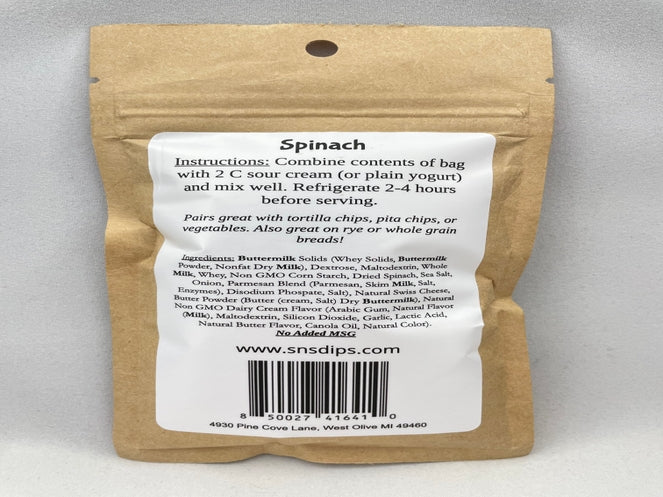 Spinach
Instructions: Combine contents of bag
with 2 C sour cream (or plain yogurt)
and mix well. Refrigerate 2-4 hours
before serving.
Pairs great with tortilla chips, pita chips, or
vegetables. Also great on rye or whole grain
breads!
Ingredients: Buttermilk Solids (Whey Solids, Buttermilk
Powder, Nonfat Dry Milk), Dextrose, Maltodextrin, Whole
Milk, Whey, Non GMO Corn Starch, Dried Spinach, Sea Salt,
Onion, Parmesan Blend (Parmesan, Skim Milk, Salt,
Enzymes), Disodium Phospate, Salt), Natural Swiss Cheese,
Butter Powder (Butter (cream, Salt) Dry Buttermilk), Natural
Non GMO Dairy Cream Flavor (Arabic Gum, Natural Flavor
(Milk), Maltodextrin, Silicon Dioxide, Garlic, Lactic Acid,
Natural Butter Flavor, Canola Oil, Natural Color).
No Added MSG
www.snsdips.com
8 50027 41641 0
4930 Pine Cove Lane, West Olive MI 49460